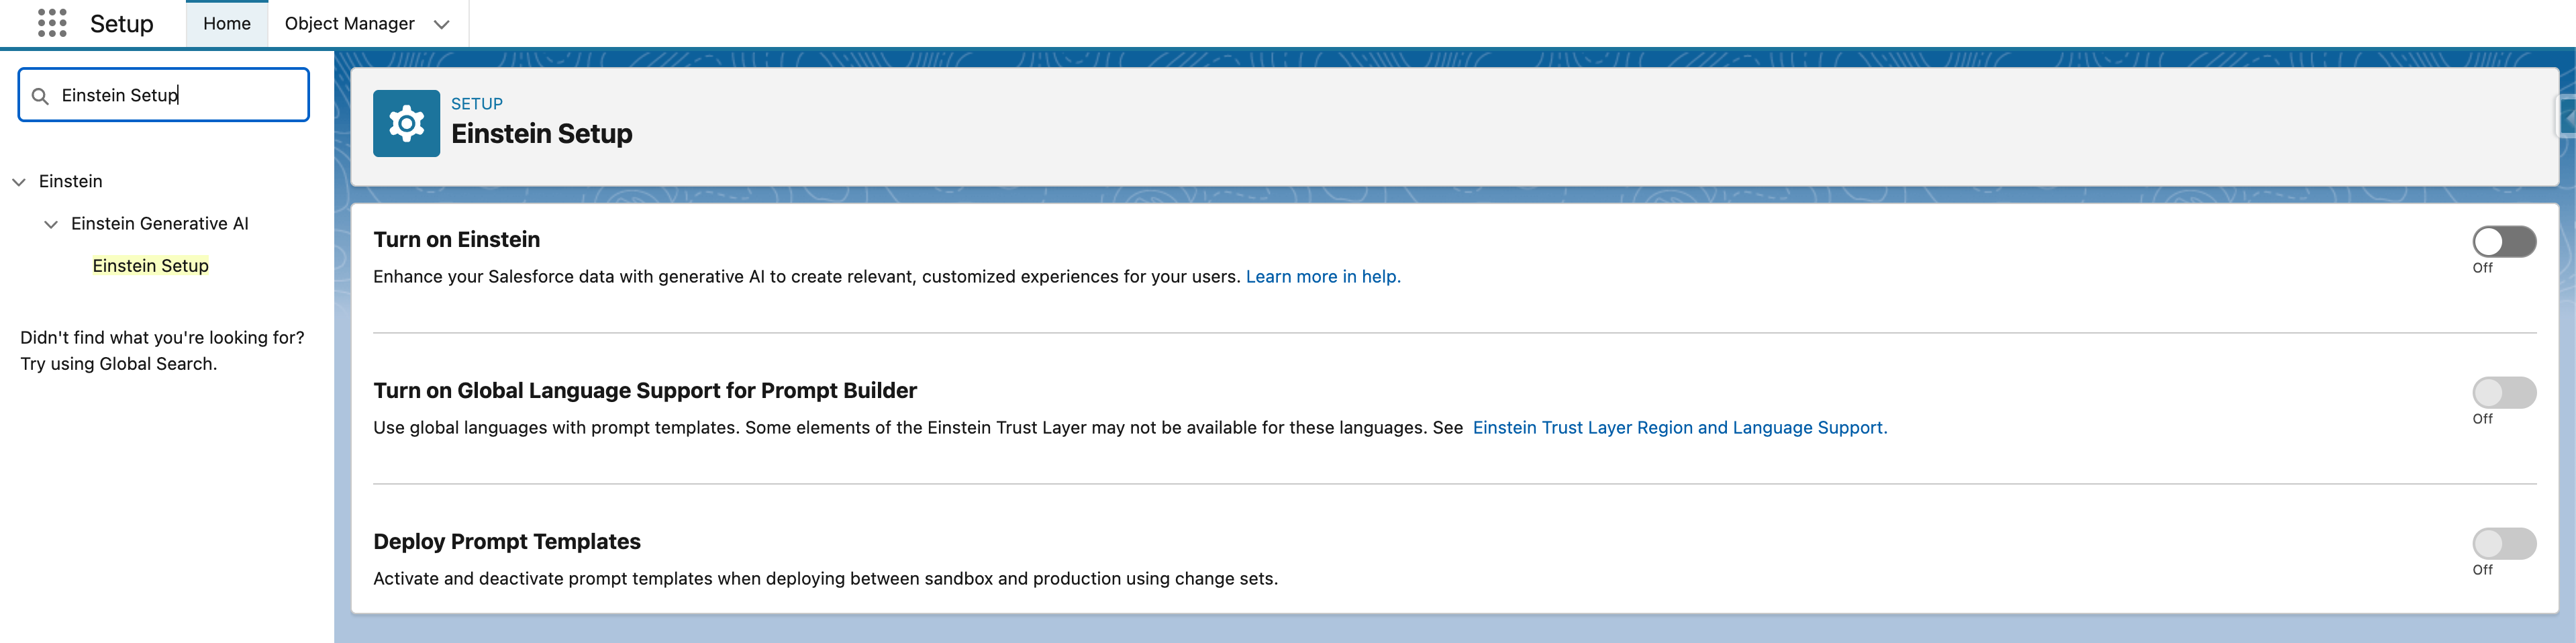 Setup
Home
Object Manager
Einstein Setup
Einstein
Einstein Generative AI
Einstein Setup
Didn't find what you're looking for?
Try using Global Search.
SETUP
Einstein Setup
Turn on Einstein
Enhance your Salesforce data with generative AI to create relevant, customized experiences for your users. Learn more in help.
Off
Turn on Global Language Support for Prompt Builder
Use global languages with prompt templates. Some elements of the Einstein Trust Layer may not be available for these languages. See Einstein Trust Layer Region and Language Support.
Off
Deploy Prompt Templates
Activate and deactivate prompt templates when deploying between sandbox and production using change sets.
Off